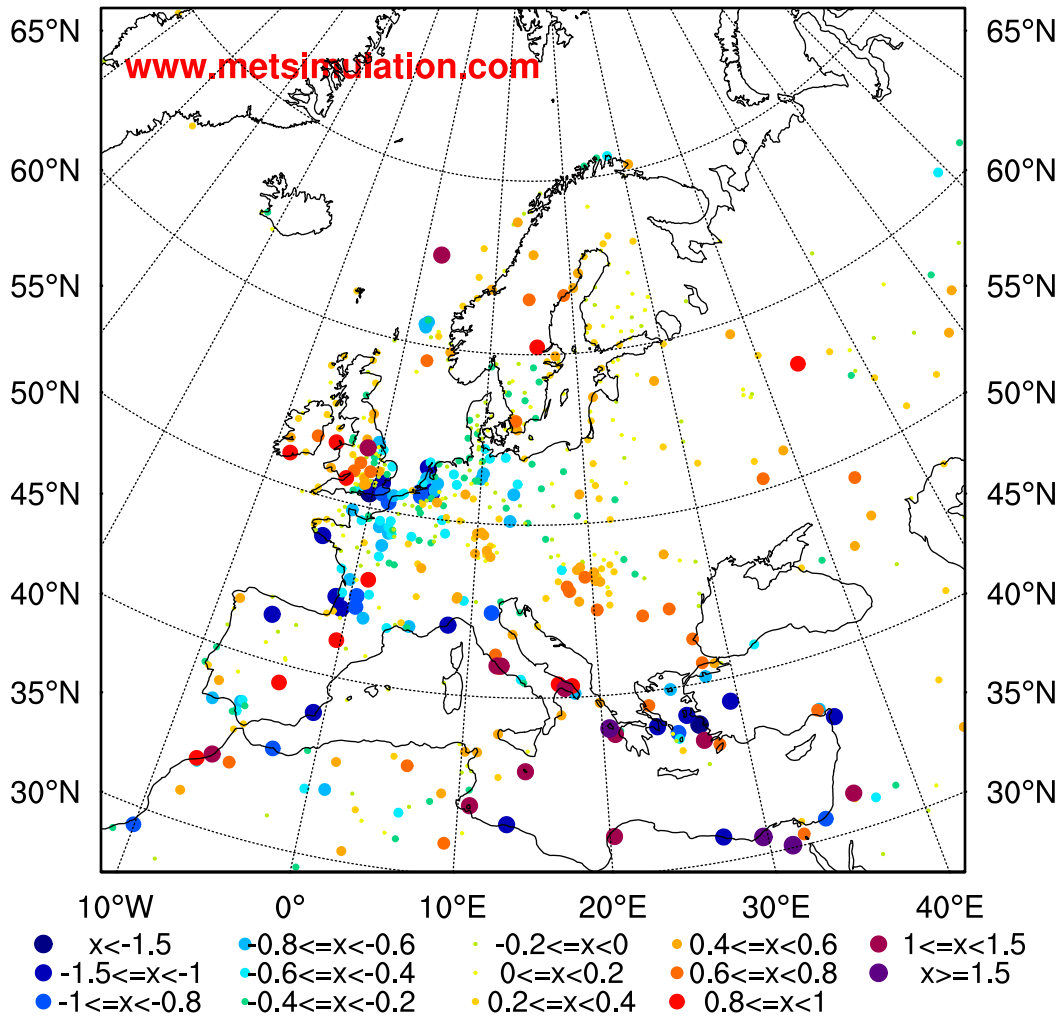 65°N 65°N
www.metsimulation.com
60°N 60°N
55°N 55°N
50°N 50°N
45°N 45°N
40°N 40°N
35°N 35°N
30°N 30°N
10°W 0° 10°E 20°E 30°E 40°E
x<-1.5 -0.8<=x<-0.6 -0.2<=x<0 0.4<=x<0.6 1<=x<1.5
-1.5<=x<-1 -0.6<=x<-0.4 0<=x<0.2 0.6<=x<0.8 x>=1.5
-1<=x<-0.8 -0.4<=x<-0.2 0.2<=x<0.4 0.8<=x<1